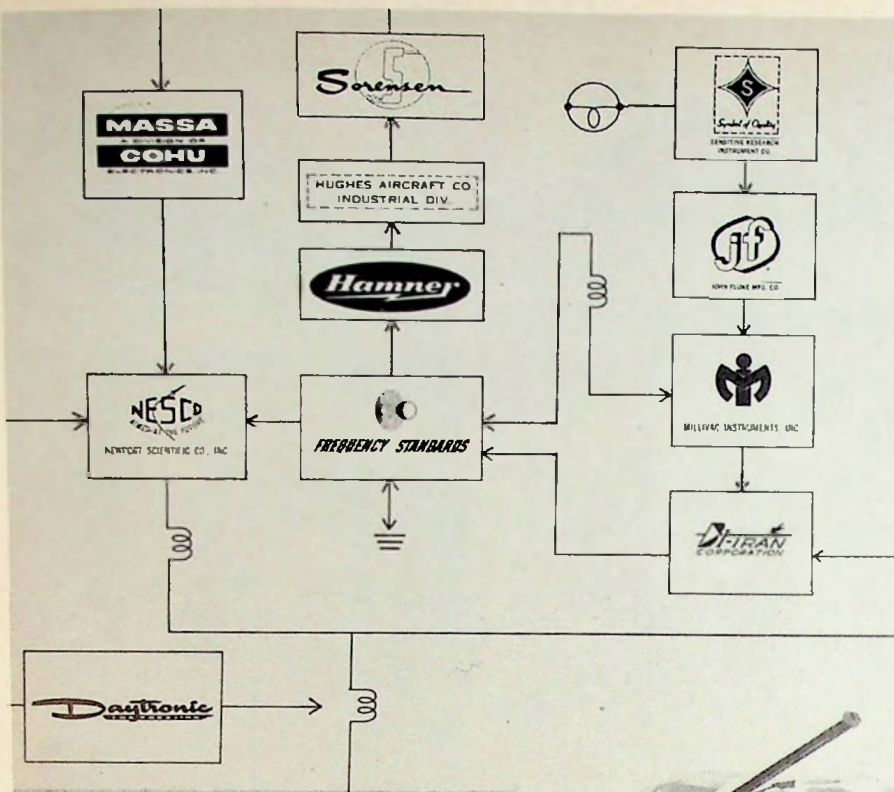 MASSA
A DIVISION OF
COHU
ELECTRONICS, INC.
S
Sorensen
HUGHES AIRCRAFT CO
INDUSTRIAL DIV.
Hamner
S
Symbol of Quality
SENSITIVE RESEARCH
INSTRUMENT CO.
jf
JOHN FLUKE MFG. CO.
NESCO
NEWPORT SCIENTIFIC CO., INC
FREQUENCY STANDARDS
MILLIVAC INSTRUMENTS, INC.
DI-TRAN
CORPORATION
Daytronic